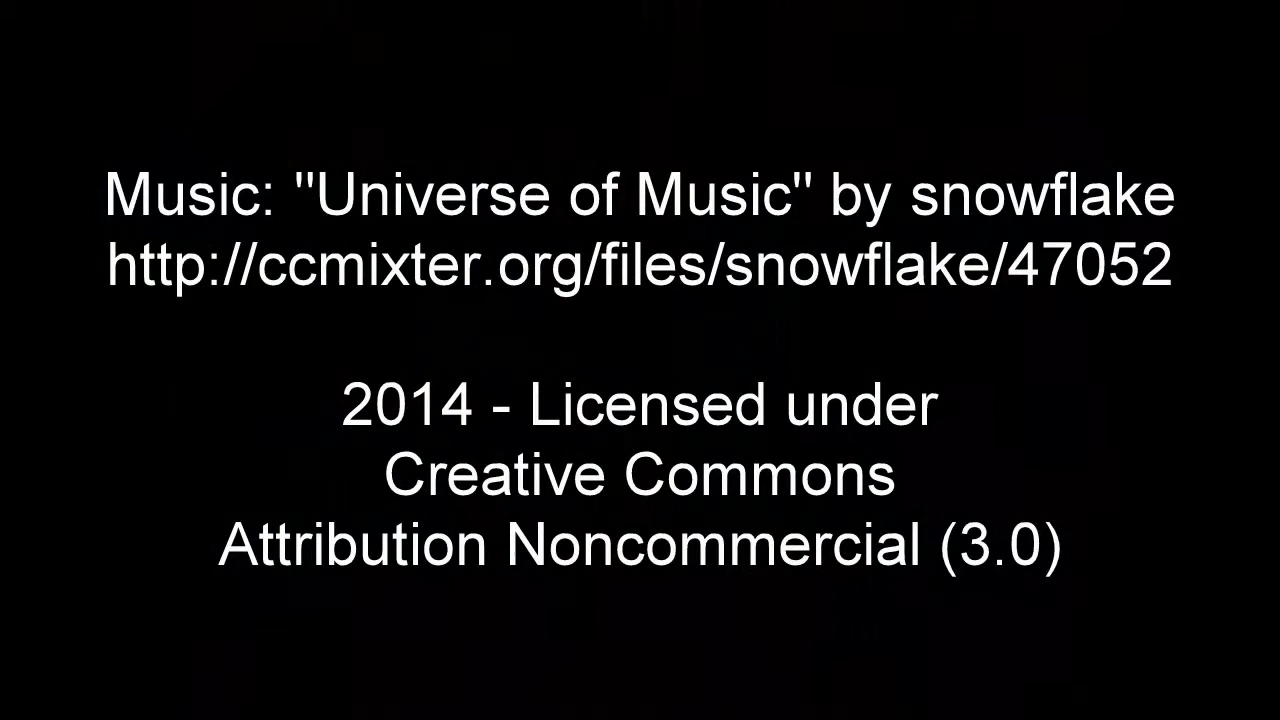 Music: "Universe of Music" by snowflake
http://ccmixter.org/files/snowflake/47052
2014 - Licensed under
Creative Commons
Attribution Noncommercial (3.0)